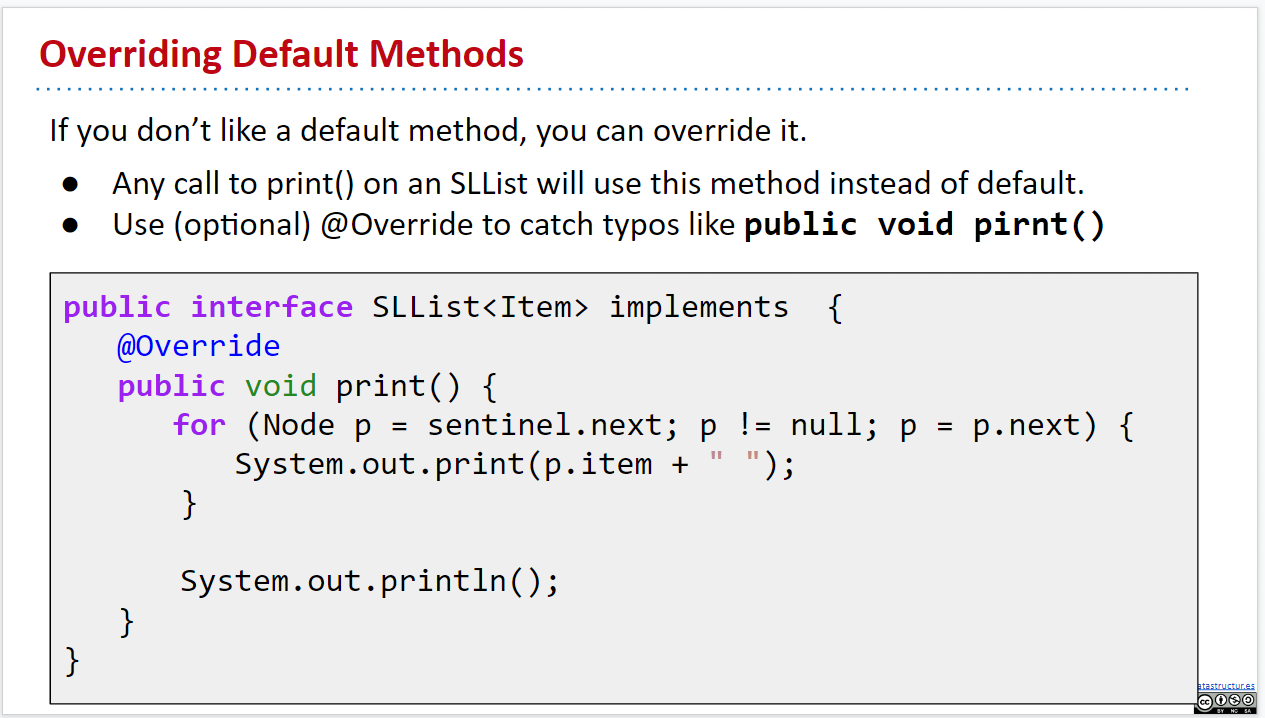 Overriding Default Methods
If you don’t like a default method, you can override it.
● Any call to print() on an SLList will use this method instead of default.
● Use (optional) @Override to catch typos like public void pirnt()
public interface SLList<Item> implements  {
@Override
public void print() {
for (Node p = sentinel.next; p != null; p = p.next) {
System.out.print(p.item + " ");
}
System.out.println();
}
}
atastructur.es
cc
BY NC SA